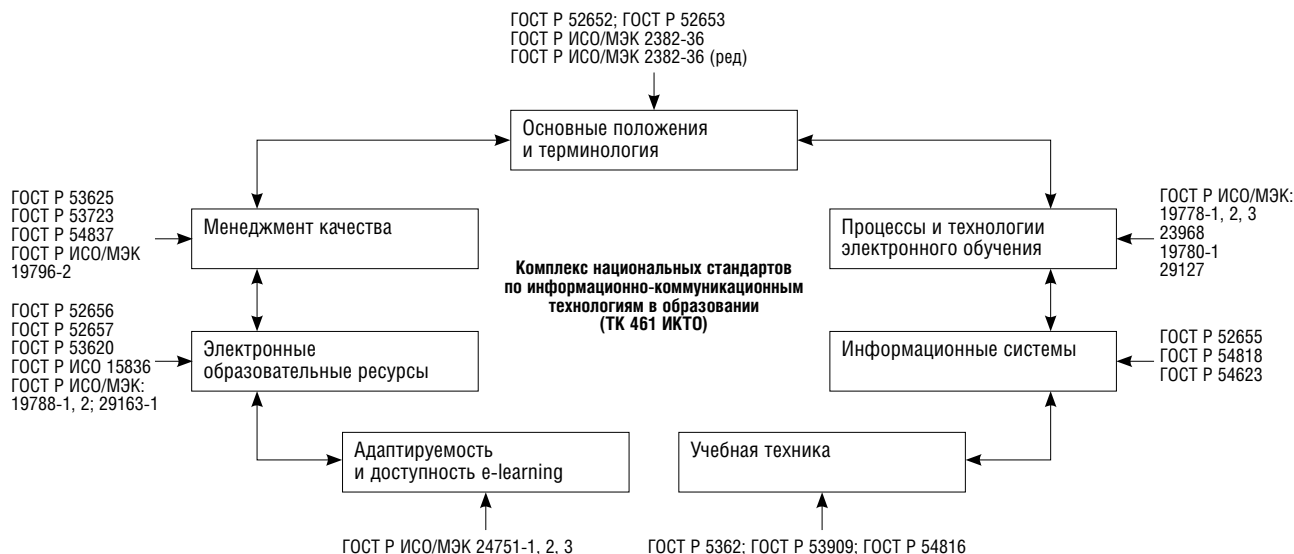 ГОСТ Р 52652; ГОСТ Р 52653
ГОСТ Р ИСО/МЭК 2382-36
ГОСТ Р ИСО/МЭК 2382-36 (ред)
Основные положения
и терминология
ГОСТ Р 53625
ГОСТ Р 53723
ГОСТ Р 54837
ГОСТ Р ИСО/МЭК
19796-2
Менеджмент качества
Процессы и технологии
электронного обучения
ГОСТ Р ИСО/МЭК:
19778-1, 2, 3
23968
19780-1
29127
Комплекс национальных стандартов
по информационно-коммуникационным
технологиям в образовании
(ТК 461 ИКТО)
ГОСТ Р 52656
ГОСТ Р 52657
ГОСТ Р 53620
ГОСТ Р ИСО 15836
ГОСТ Р ИСО/МЭК:
19788-1, 2; 29163-1
Электронные
образовательные ресурсы
Информационные системы
ГОСТ Р 52655
ГОСТ Р 54818
ГОСТ Р 54623
Адаптируемость
и доступность e-learning
Учебная техника
ГОСТ Р ИСО/МЭК 24751-1, 2, 3
ГОСТ Р 5362; ГОСТ Р 53909; ГОСТ Р 54816